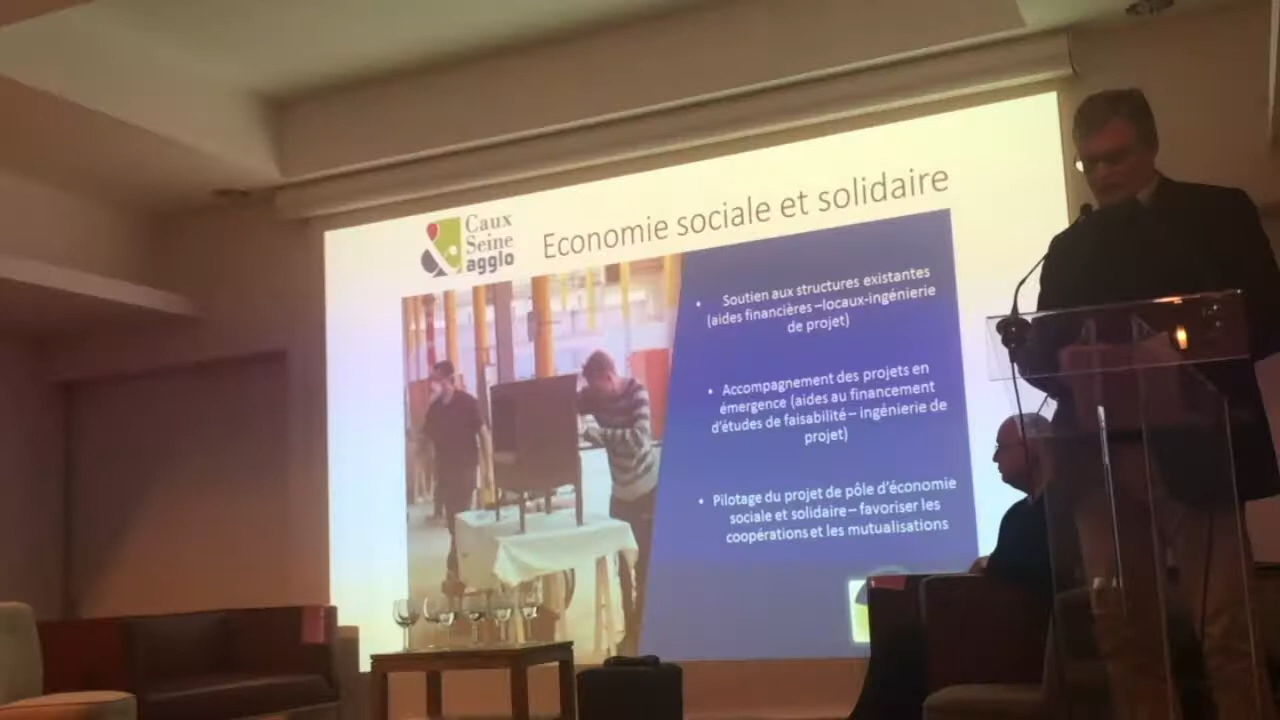 Caux
Seine
agglo
Economie sociale et solidaire
• Soutien aux structures existantes
(aides financières –locaux-ingénierie
de projet)
• Accompagnement des projets en
émergence (aides au financement
d'études de faisabilité – ingénierie de
projet)
• Pilotage du projet de pôle d'économie
sociale et solidaire – favoriser les
coopérations et les mutualisations